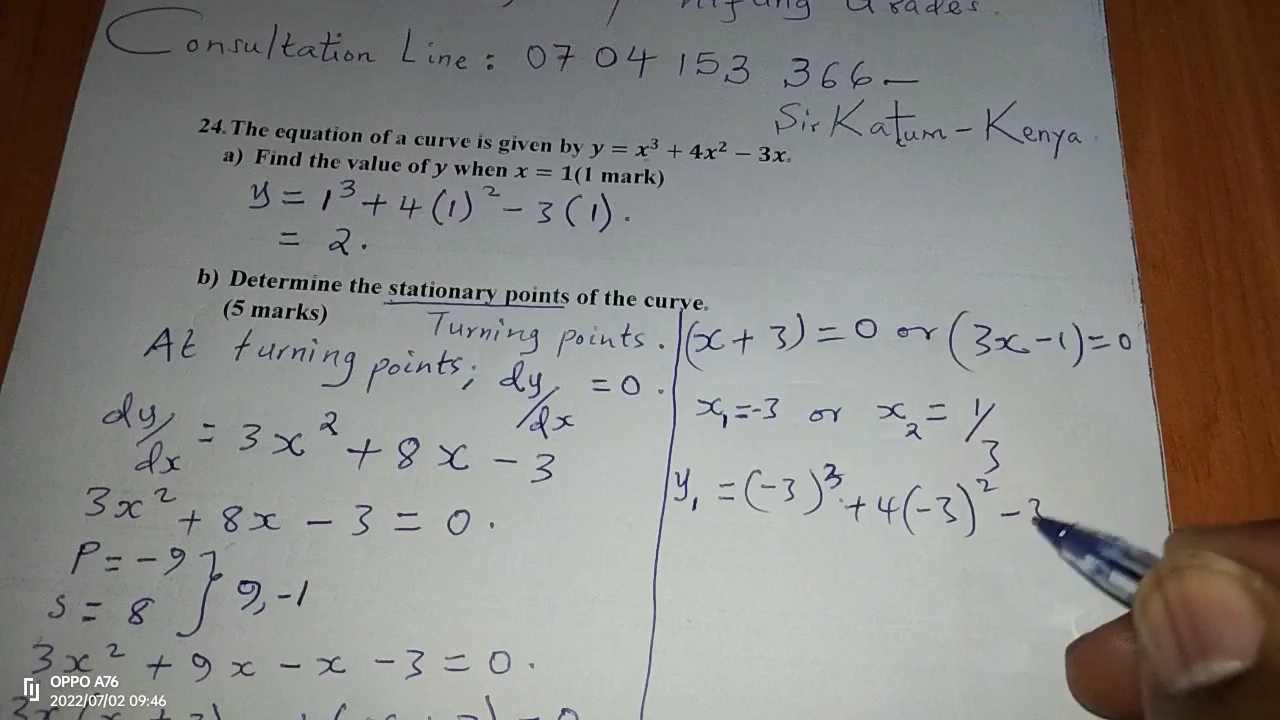 Grades.
Consultation Line: 0704 153 366 —
Sir Katum - Kenya.
24. The equation of a curve is given by y = x³ + 4x² − 3x.
a) Find the value of y when x = 1(1 mark)
y = 1³ + 4(1)² − 3(1).
= 2.
b) Determine the stationary points of the curve.
(5 marks)
Turning points.
At turning points; dy/dx = 0.
dy/dx = 3x² + 8x − 3
3x² + 8x − 3 = 0.
P = −9
S = 8 } 9, −1
3x² + 9x − x − 3 = 0.
(x + 3) = 0 or (3x − 1) = 0
x₁ = −3 or x₂ = 1/3
y₁ = (−3)³ + 4(−3)² − 3
OPPO A76
2022/07/02 09:46